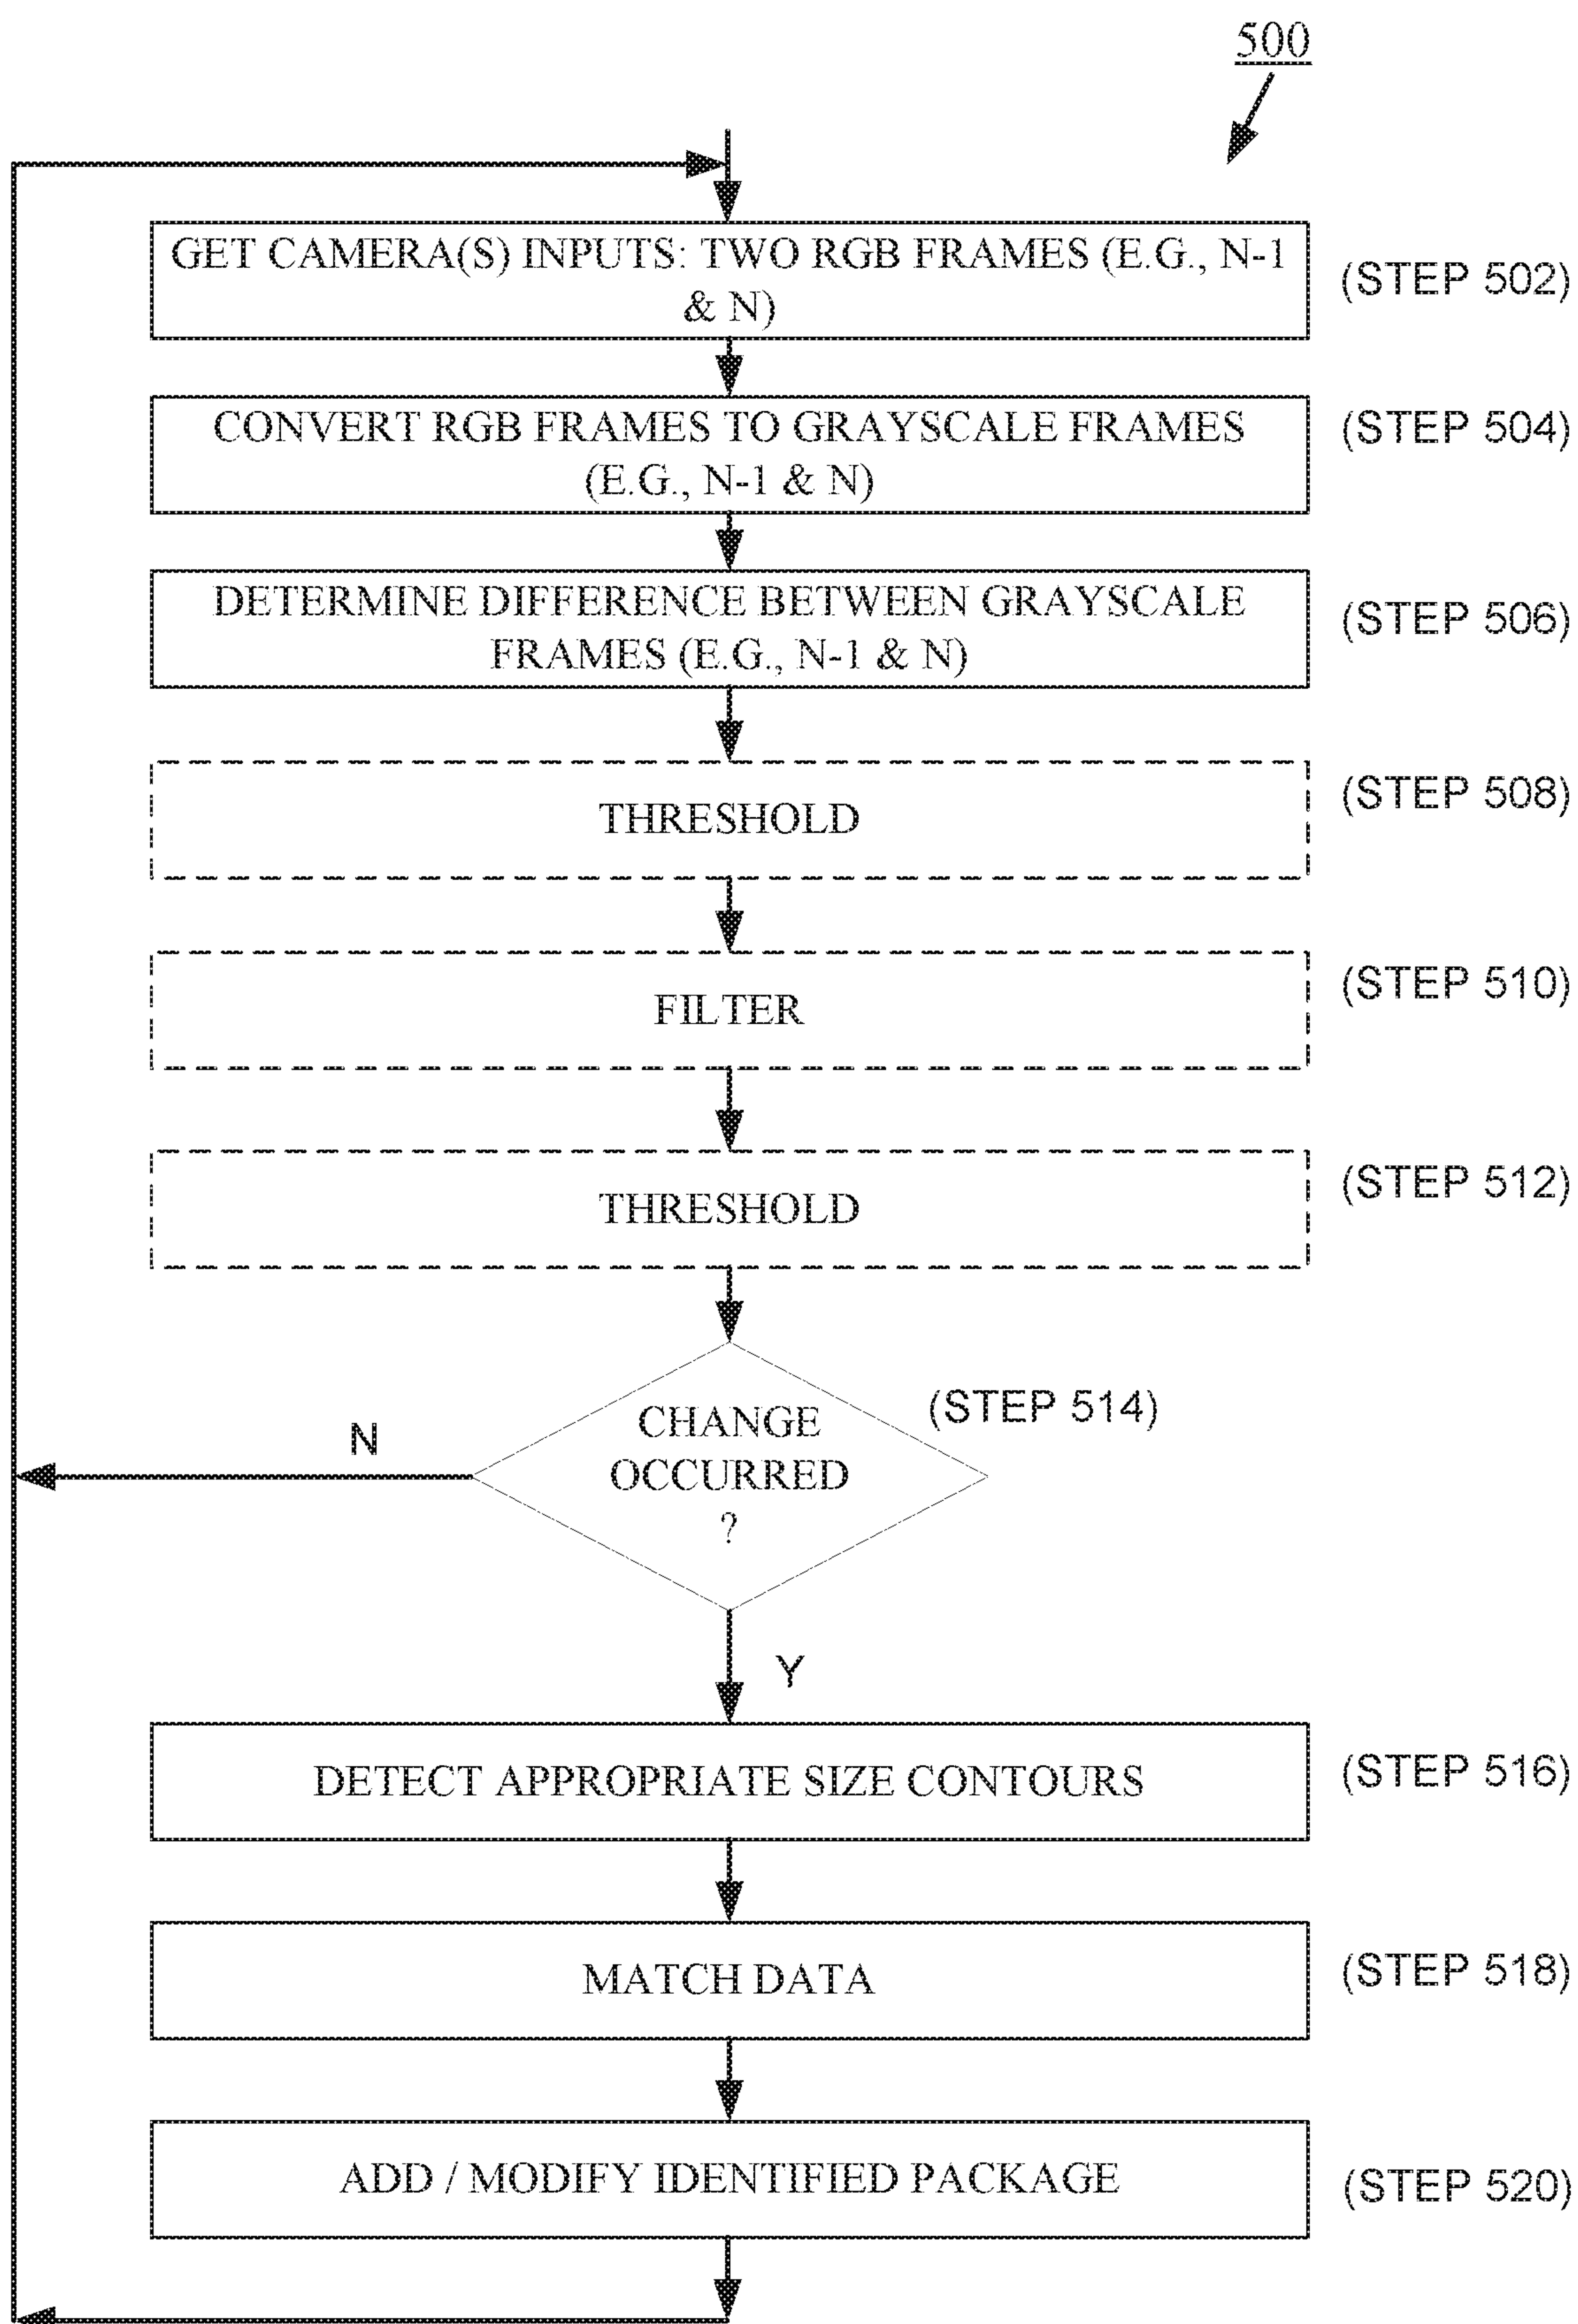 500
GET CAMERA(S) INPUTS: TWO RGB FRAMES (E.G., N-1
& N)
(STEP 502)
CONVERT RGB FRAMES TO GRAYSCALE FRAMES
(E.G., N-1 & N)
(STEP 504)
DETERMINE DIFFERENCE BETWEEN GRAYSCALE
FRAMES (E.G., N-1 & N)
(STEP 506)
THRESHOLD
(STEP 508)
FILTER
(STEP 510)
THRESHOLD
(STEP 512)
CHANGE
OCCURRED
?
(STEP 514)
N
Y
DETECT APPROPRIATE SIZE CONTOURS
(STEP 516)
MATCH DATA
(STEP 518)
ADD / MODIFY IDENTIFIED PACKAGE
(STEP 520)